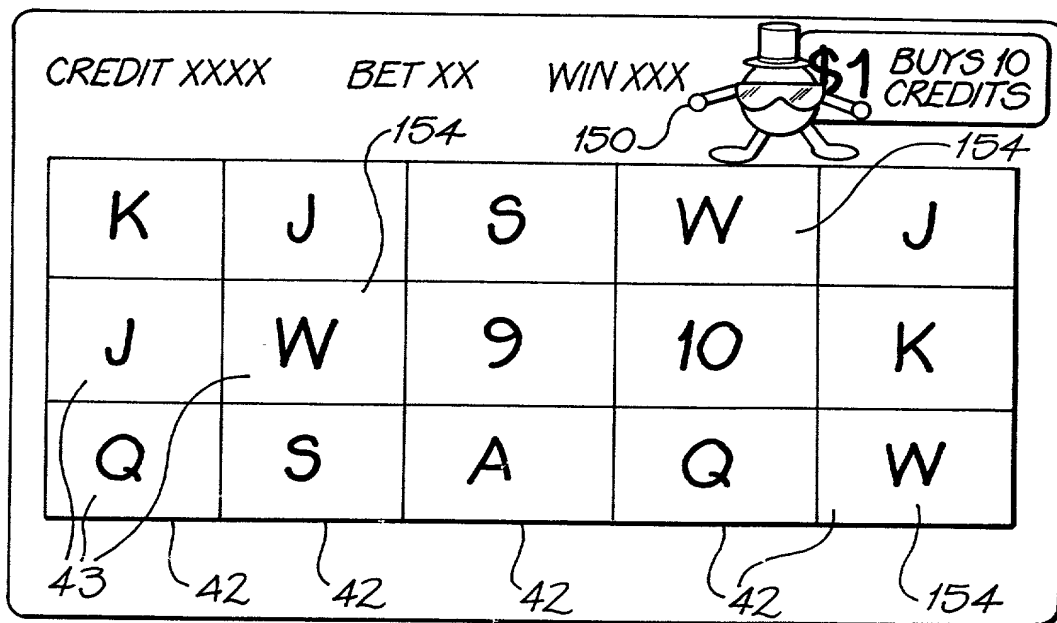 CREDIT XXXX BET XX WIN XXX $1 BUYS 10
CREDITS
154 150 154
K J S W J
J W 9 10 K
Q S A Q W
43 42 42 42 42 154